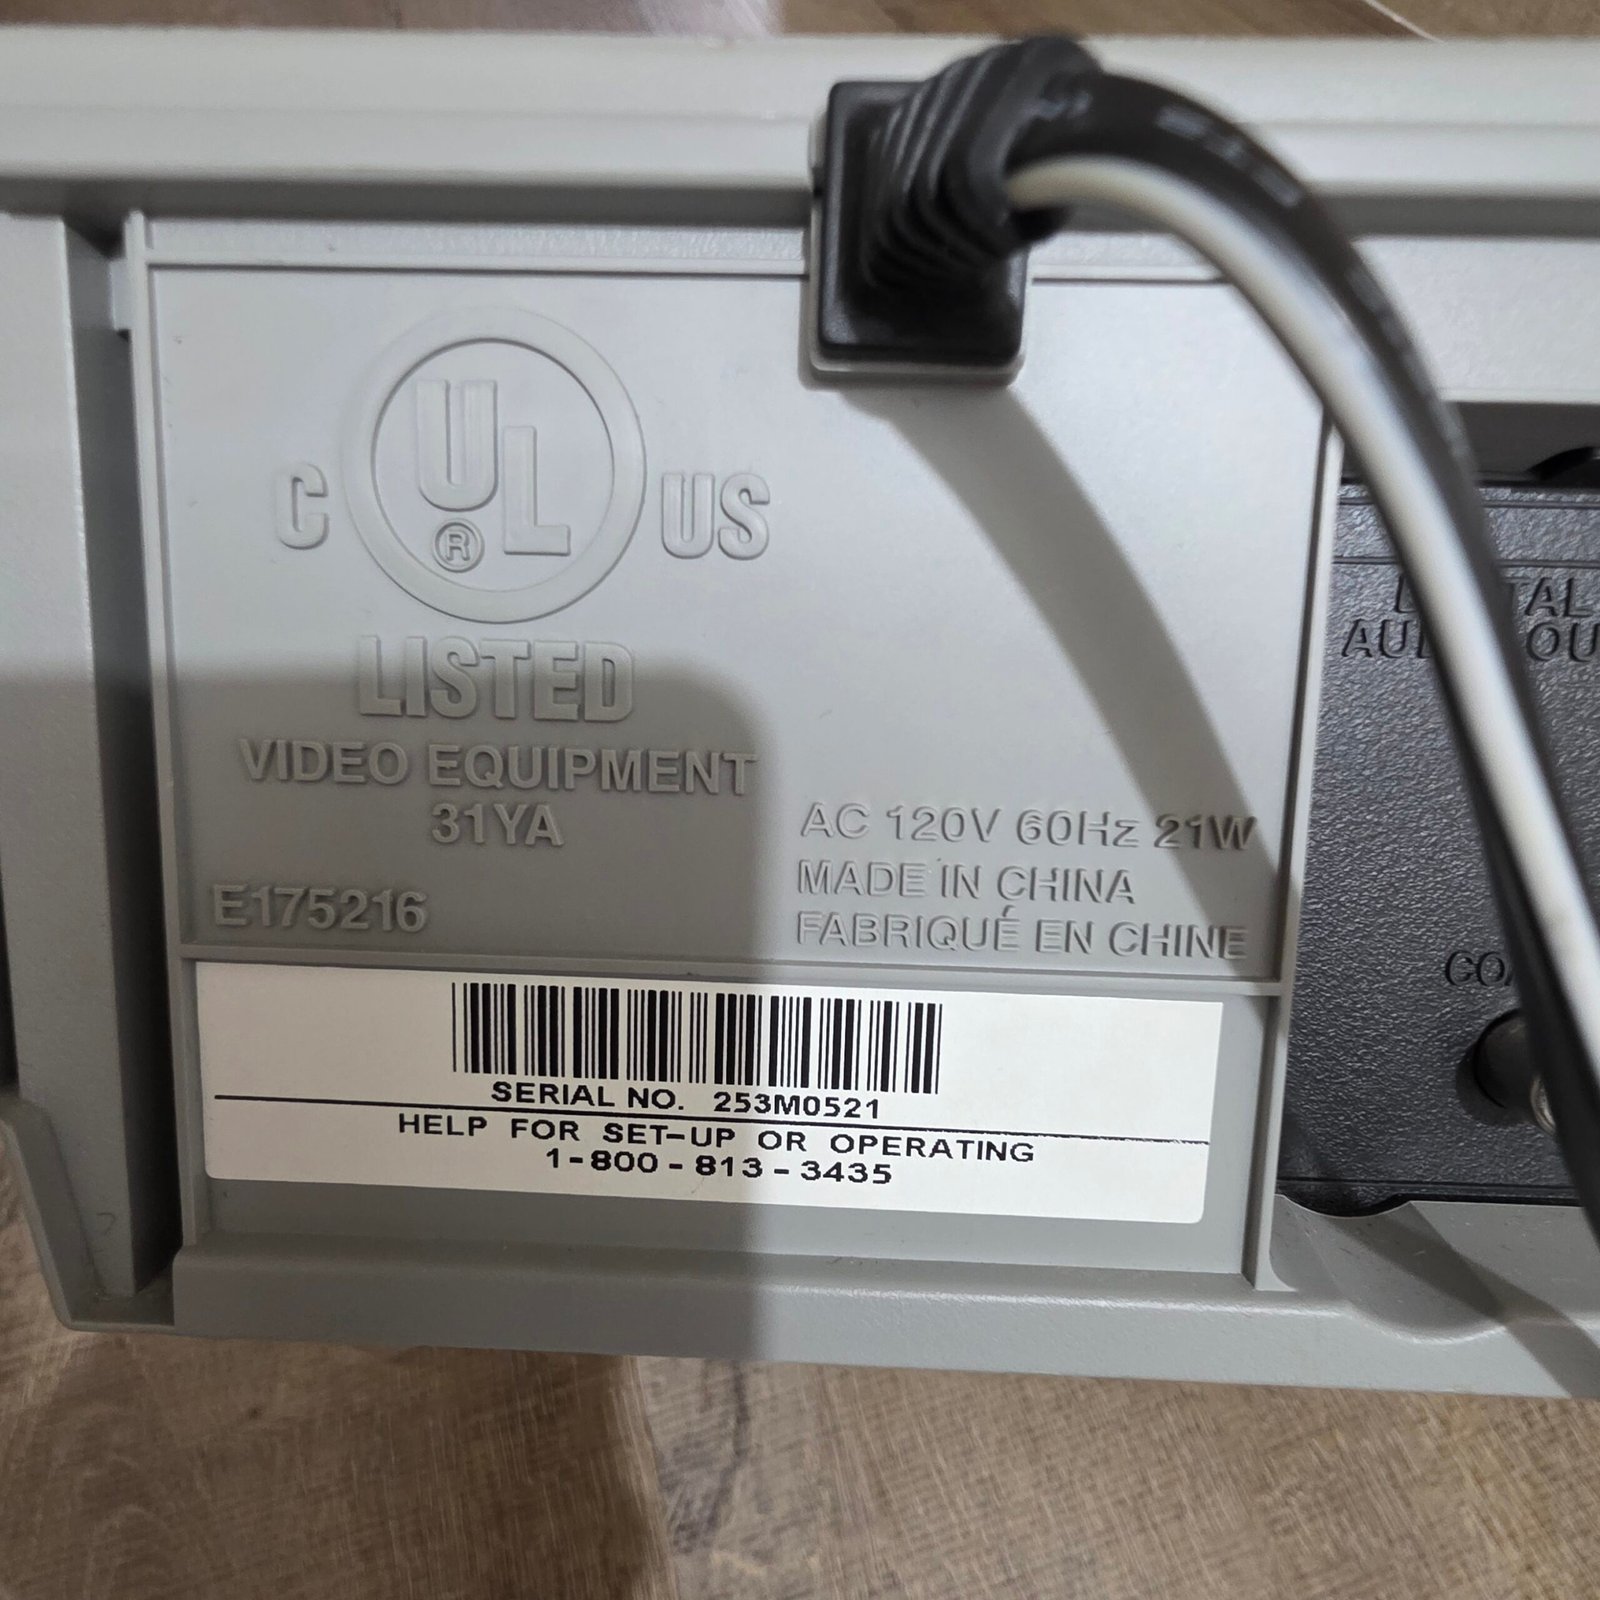 C UL US
®
LISTED
VIDEO EQUIPMENT
31YA
E175216
AC 120V 60Hz 21W
MADE IN CHINA
FABRIQUÉ EN CHINE
SERIAL NO. 253M0521
HELP FOR SET-UP OR OPERATING
1-800-813-3435